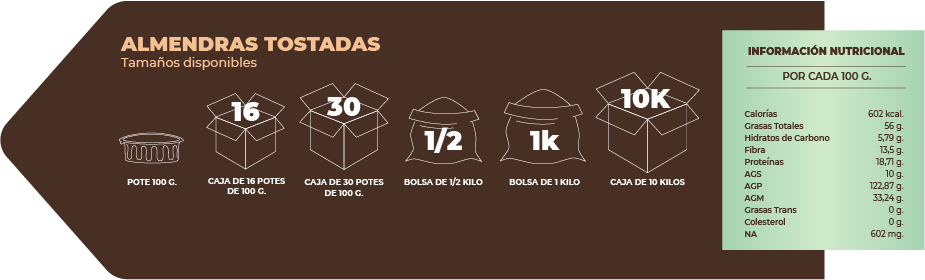 ALMENDRAS TOSTADAS
Tamaños disponibles
16
30
1/2
1k
10K
POTE 100 G.
CAJA DE 16 POTES
DE 100 G.
CAJA DE 30 POTES
DE 100 G.
BOLSA DE 1/2 KILO
BOLSA DE 1 KILO
CAJA DE 10 KILOS
INFORMACIÓN NUTRICIONAL
POR CADA 100 G.
Calorías 602 kcal.
Grasas Totales 56 g.
Hidratos de Carbono 5,79 g.
Fibra 13,5 g.
Proteínas 18,71 g.
AGS 10 g.
AGP 122,87 g.
AGM 33,24 g.
Grasas Trans 0 g.
Colesterol 0 g.
NA 602 mg.